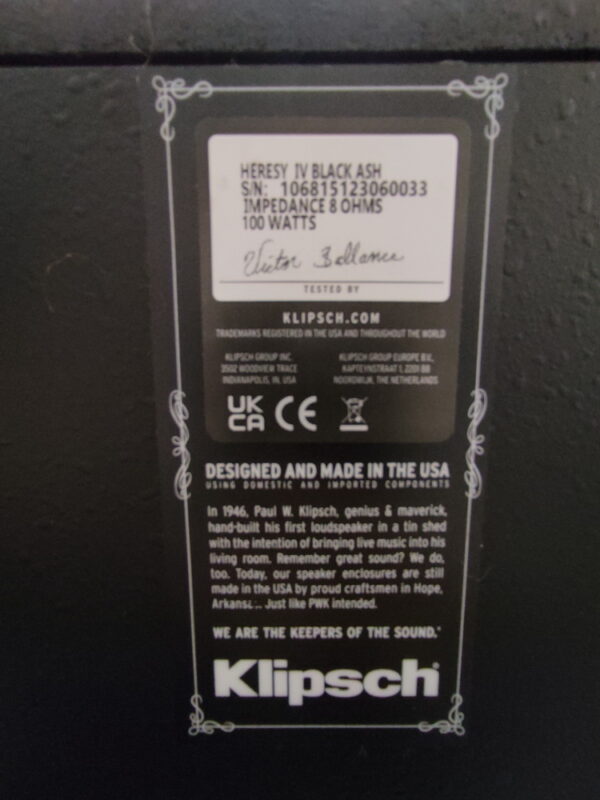 HERESY IV BLACK ASH
S/N: 106815123060033
IMPEDANCE 8 OHMS
100 WATTS
Victor Ballance
TESTED BY
KLIPSCH.COM
TRADEMARKS REGISTERED IN THE USA AND THROUGHOUT THE WORLD
KLIPSCH GROUP INC.
3502 WOODVIEW TRACE
INDIANAPOLIS, IN, USA
KLIPSCH GROUP EUROPE B.V.,
KAPTEYNSTRAAT 1, 2201 BB
NOORDWIJK, THE NETHERLANDS
UK
CA CE
DESIGNED AND MADE IN THE USA
USING DOMESTIC AND IMPORTED COMPONENTS
In 1946, Paul W. Klipsch, genius & maverick,
hand-built his first loudspeaker in a tin shed
with the intention of bringing live music into his
living room. Remember great sound? We do,
too. Today, our speaker enclosures are still
made in the USA by proud craftsmen in Hope,
Arkansas. Just like PWK intended.
WE ARE THE KEEPERS OF THE SOUND.®
Klipsch®